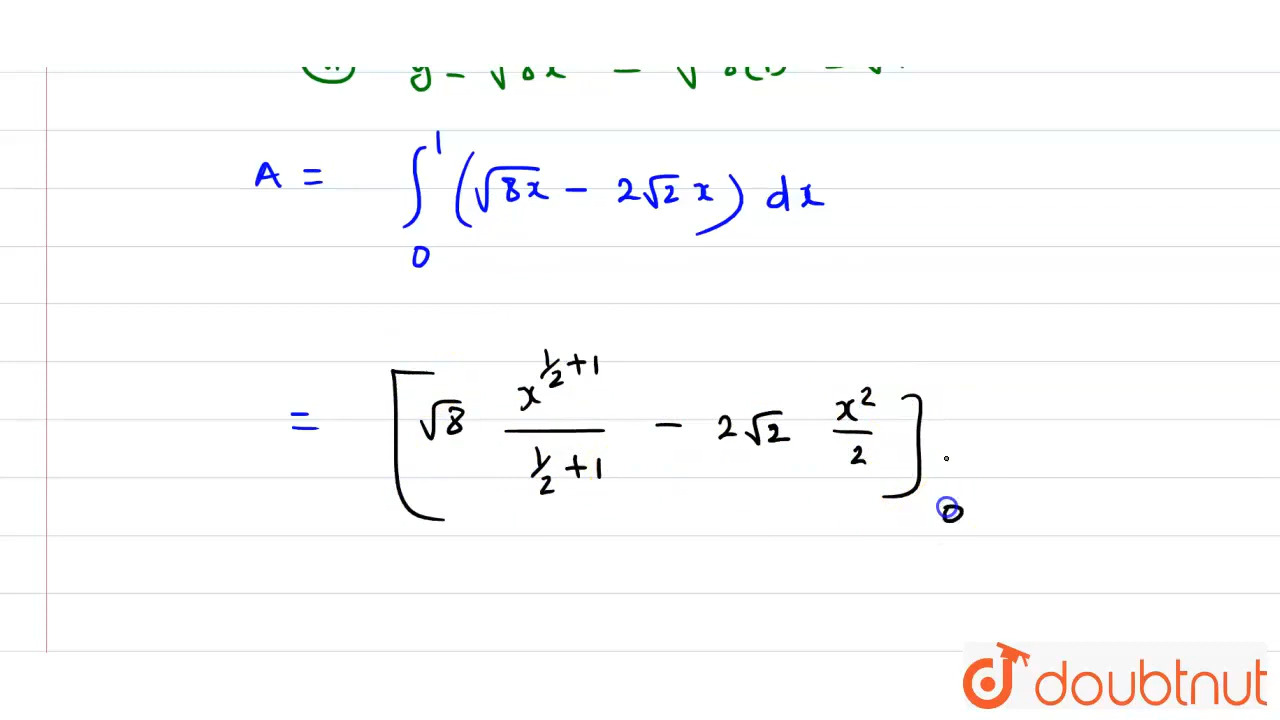 A = ∫₀¹ (√8x − 2√2 x) dx
= [√8 x^(1/2+1)/(1/2+1) − 2√2 x²/2]₀
doubtnut